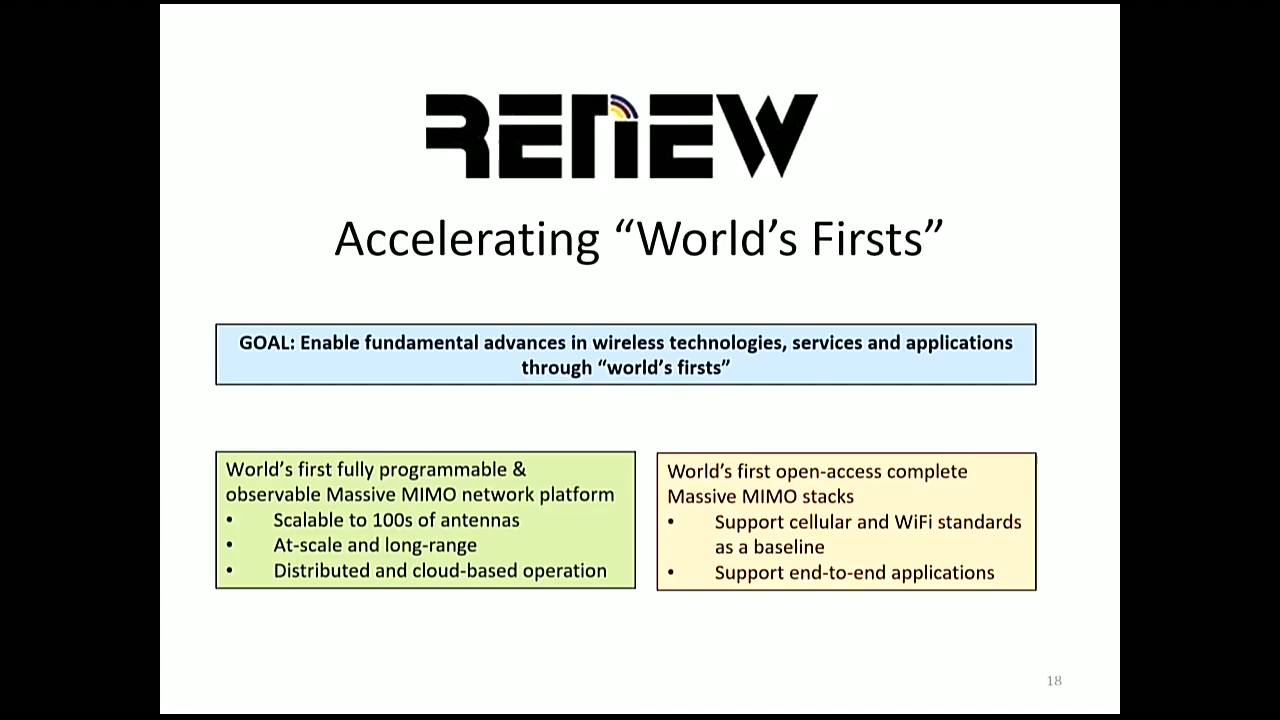 RENEW
Accelerating “World’s Firsts”
GOAL: Enable fundamental advances in wireless technologies, services and applications
through “world’s firsts”
World’s first fully programmable &
observable Massive MIMO network platform
• Scalable to 100s of antennas
• At-scale and long-range
• Distributed and cloud-based operation
World’s first open-access complete
Massive MIMO stacks
• Support cellular and WiFi standards
as a baseline
• Support end-to-end applications
18